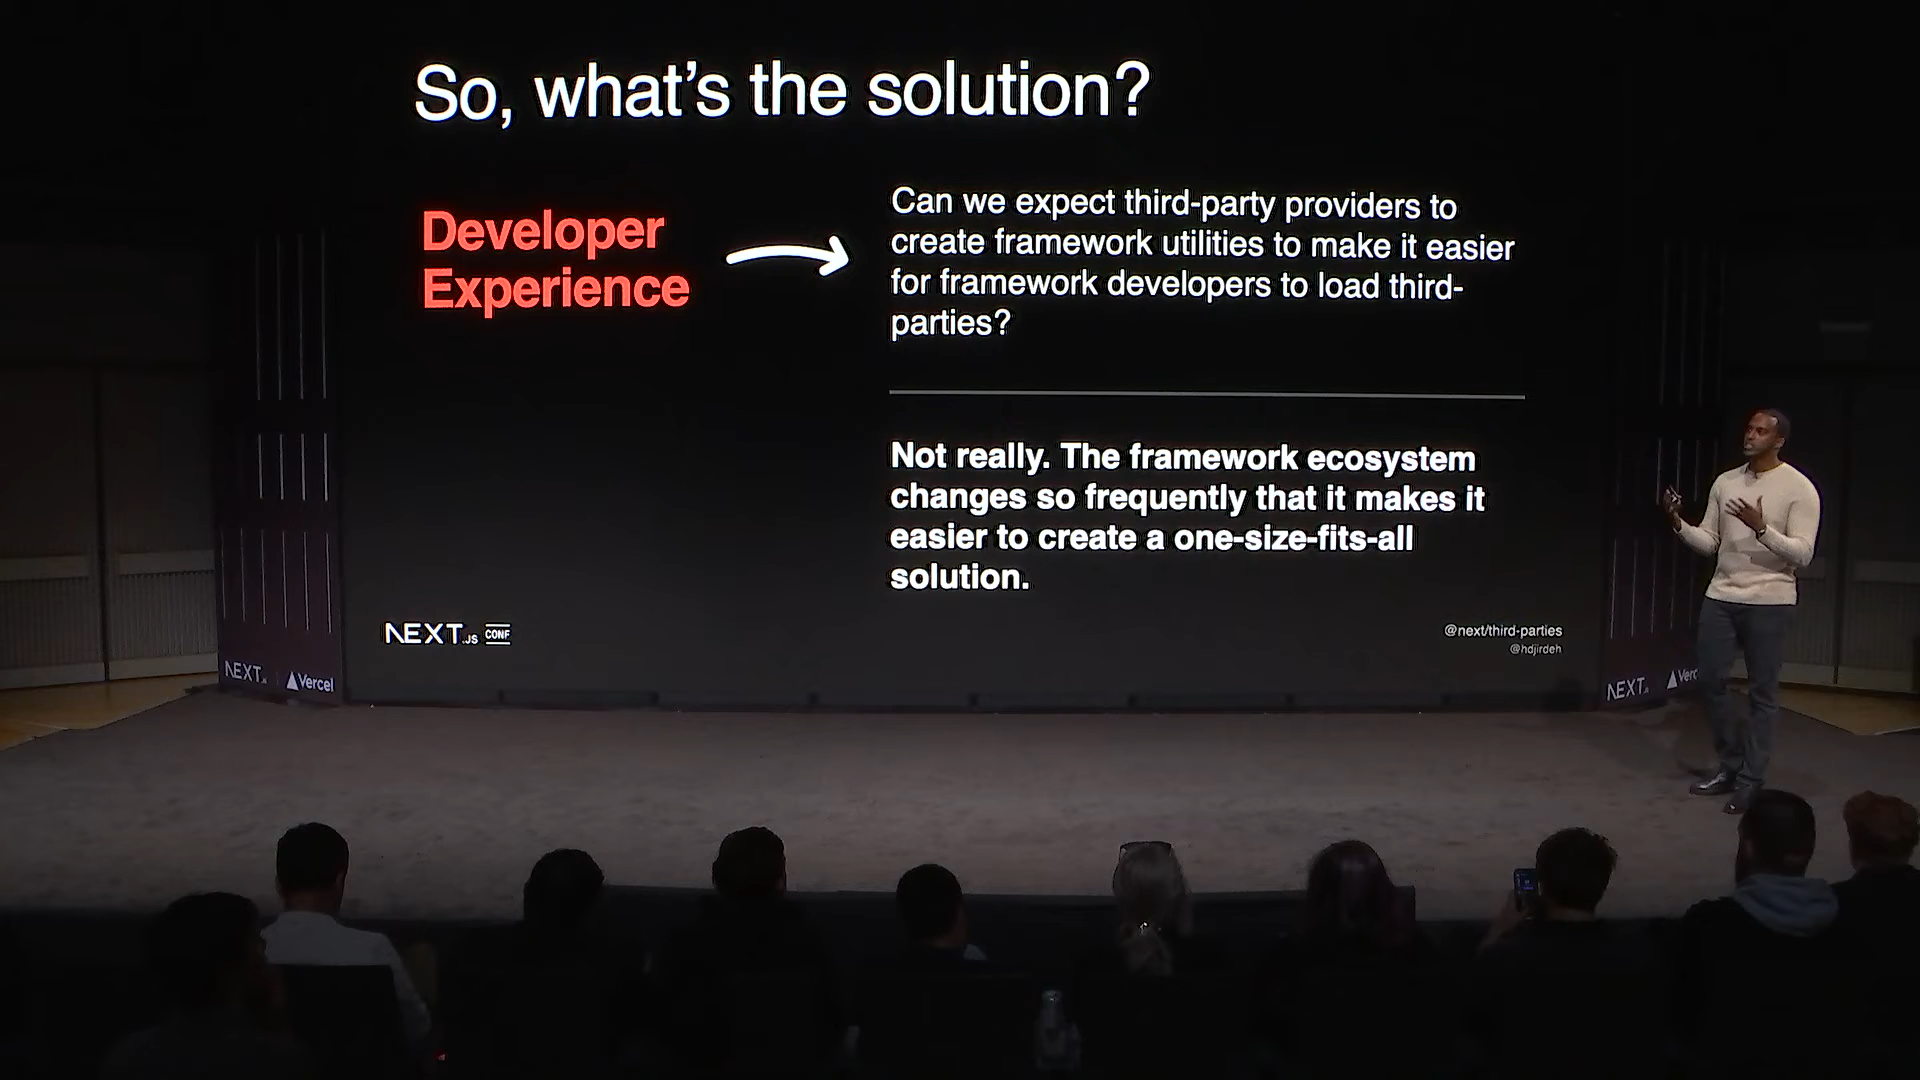 So, what's the solution?
Developer
Experience
Can we expect third-party providers to
create framework utilities to make it easier
for framework developers to load third-
parties?
Not really. The framework ecosystem
changes so frequently that it makes it
easier to create a one-size-fits-all
solution.
NEXT.JS CONF
@next/third-parties
@hdjirdeh
NEXT.JS Vercel
NEXT.JS Verc